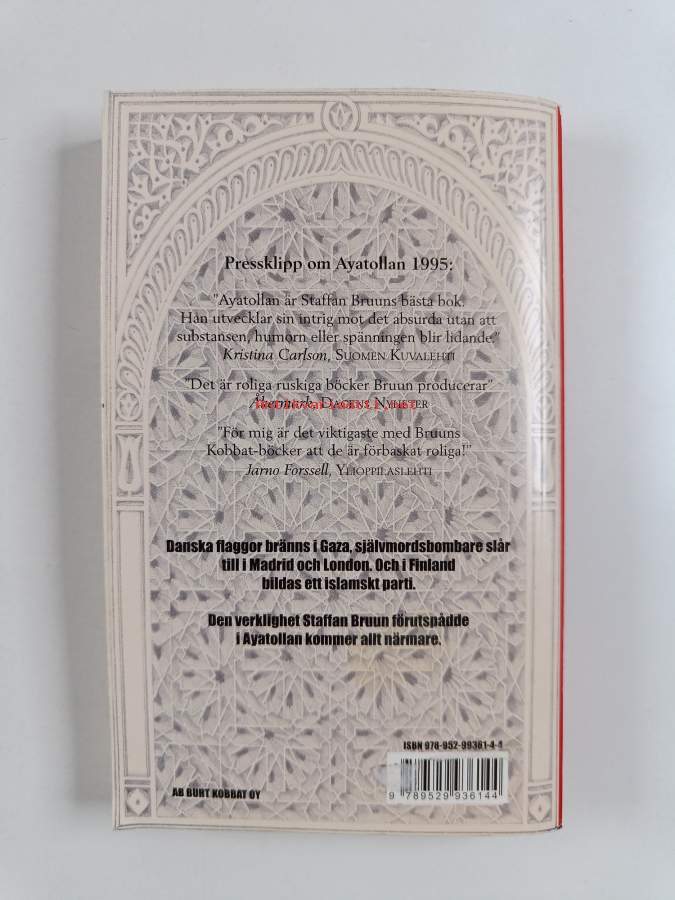 Pressklipp om Ayatollan 1995:
"Ayatollan är Staffan Bruuns bästa bok.
Han utvecklar sin intrig mot det absurda utan att
substansen, humorn eller spänningen blir lidande."
Kristina Carlson, SUOMEN KUVALEHTI
"Det är roliga ruskiga böcker Bruun producerar"
DAGENS NYHETER
"För mig är det viktigaste med Bruuns
Kobbat-böcker att de är förbaskat roliga!"
Jarno Forssell, YLIOPPILASLEHTI
Danska flaggor bränns i Gaza, självmordsbombare slår
till i Madrid och London. Och i Finland
bildas ett islamskt parti.
Den verklighet Staffan Bruun förutspådde
i Ayatollan kommer allt närmare.
ISBN 978-952-99361-4-4
AB BURT KOBBAT OY
9 789529 936144